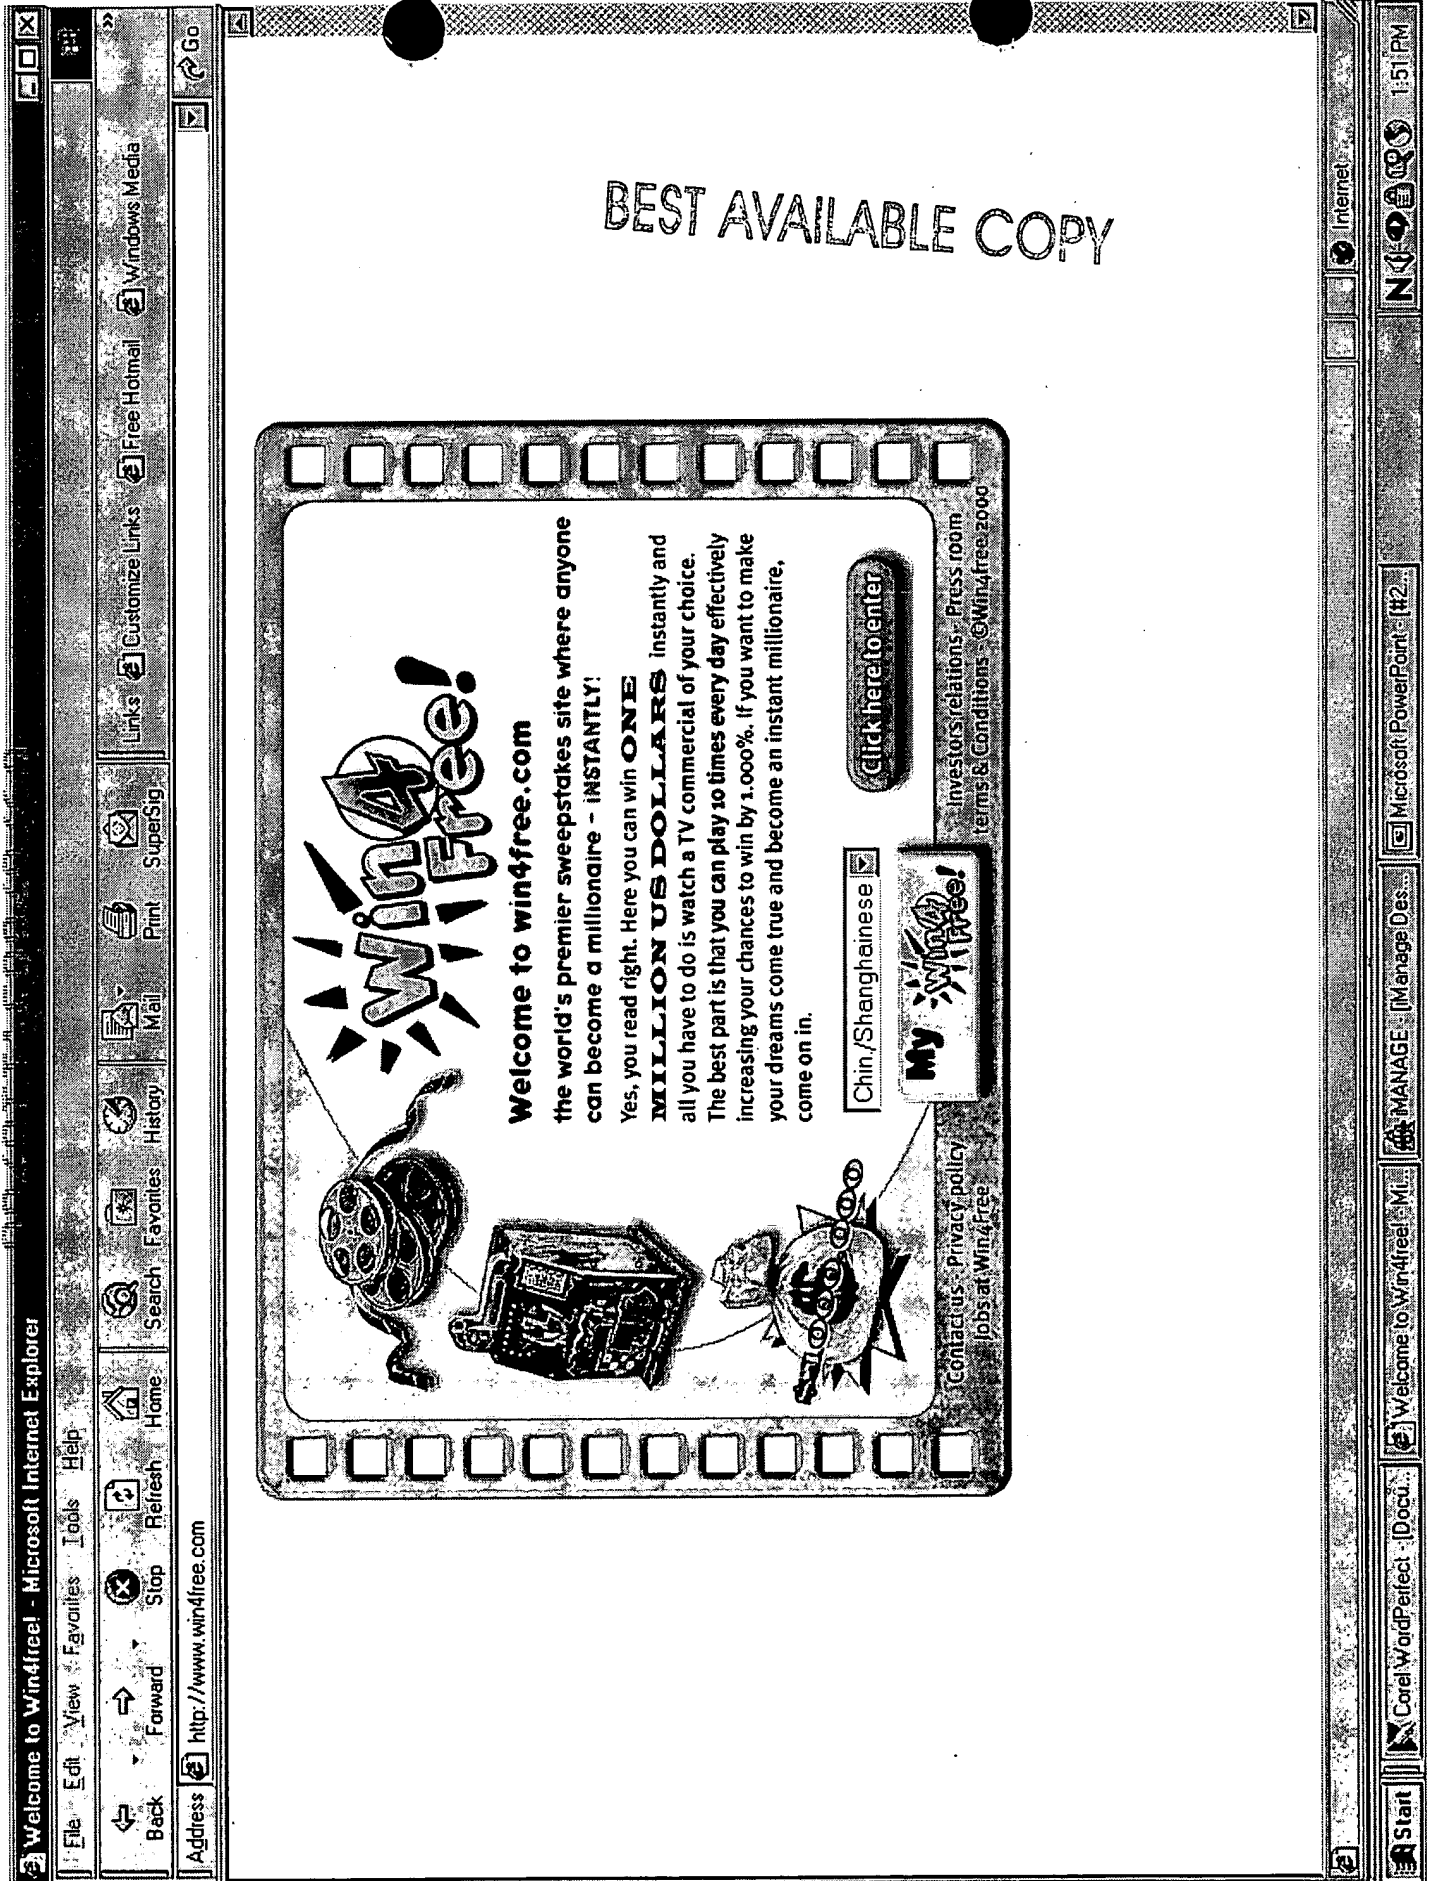 Welcome to Win4free! - Microsoft Internet Explorer
File Edit View Favorites Tools Help
Back Forward Stop Refresh Home Search Favorites History Mail Print SuperSig Links Customize Links Free Hotmail Windows Media »
Address http://www.win4free.com Go
BEST AVAILABLE COPY
Win 4
Free!
Welcome to win4free.com
the world's premier sweepstakes site where anyone
can become a millionaire - iNSTANTLY!
Yes, you read right. Here you can win ONE
MILLION US DOLLARS instantly and
all you have to do is watch a TV commercial of your choice.
The best part is that you can play 10 times every day effectively
increasing your chances to win by 1.000%. If you want to make
your dreams come true and become an instant millionaire,
come on in.
Chin./Shanghainese
Click here to enter
My Win 4 Free!
Contact us - Privacy policy
Jobs at Win4Free
Investors relations - Press room
terms & Conditions - ©Win4free 2000
Internet
Start Corel WordPerfect - [Docu... Welcome to Win4free! - Mi... MANAGE - [Manage Des... Microsoft PowerPoint - [#2... N 1:51 PM